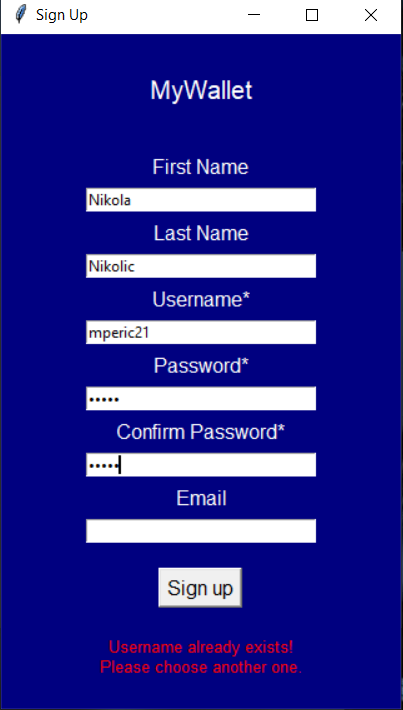 Sign Up
MyWallet
First Name
Nikola
Last Name
Nikolic
Username*
mperic21
Password*
•••••
Confirm Password*
•••••
Email
Sign up
Username already exists!
Please choose another one.